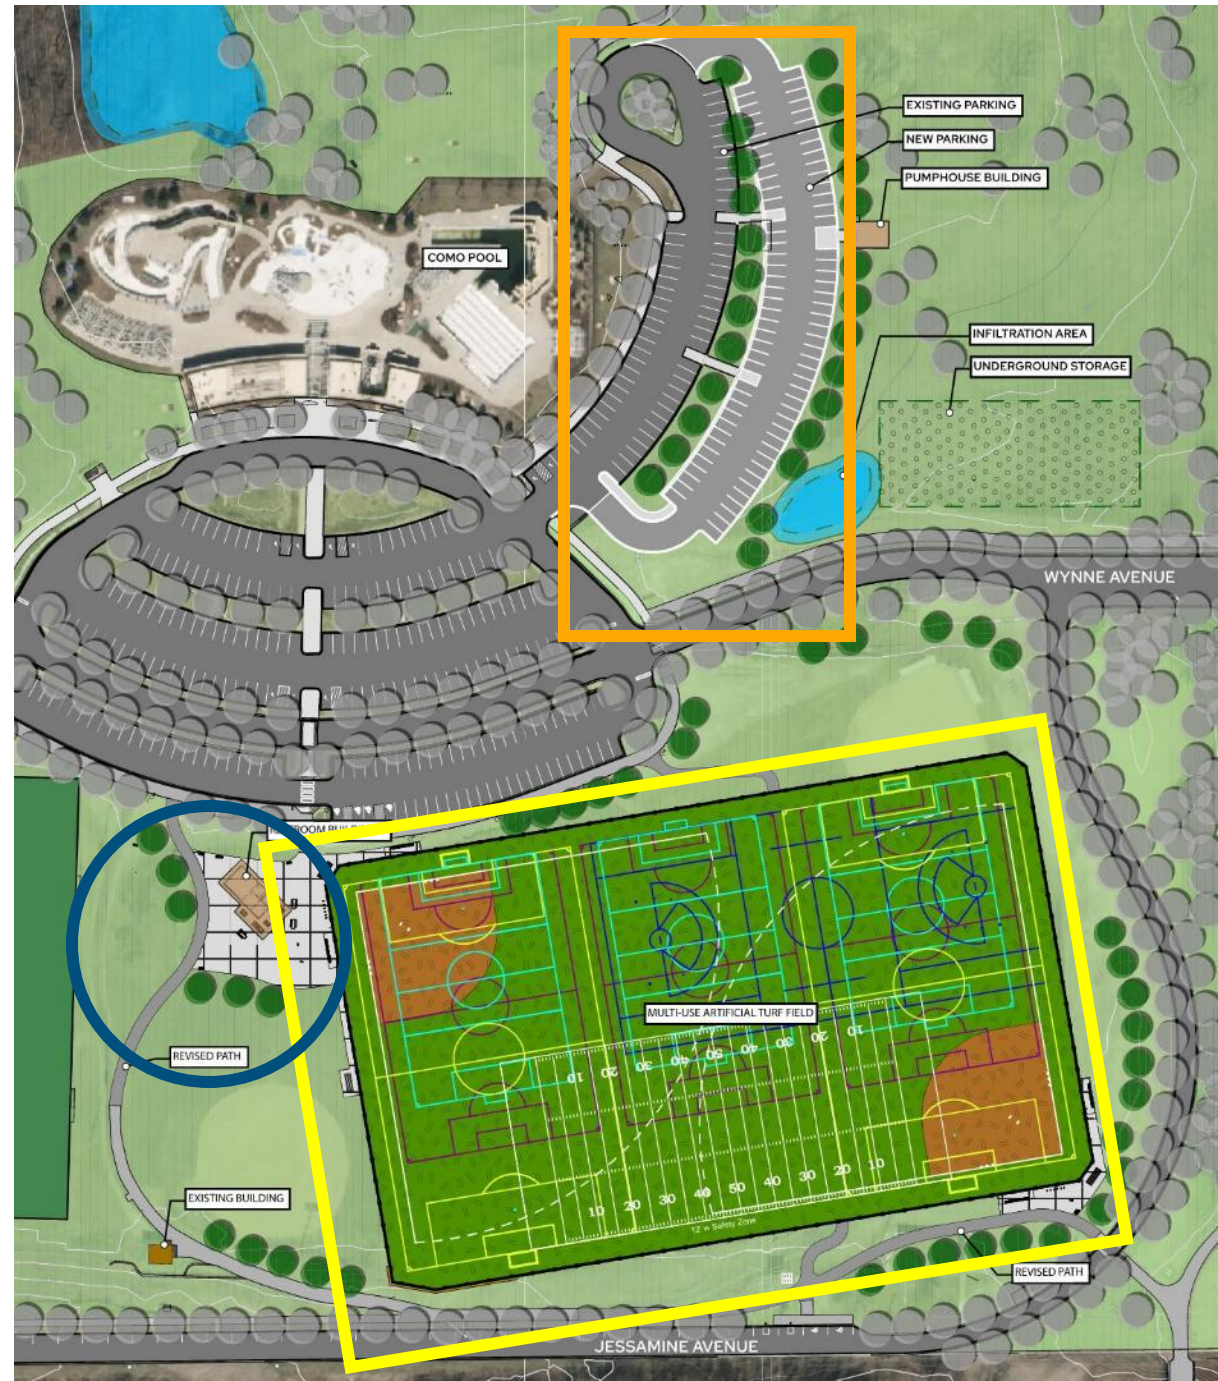 EXISTING PARKING
NEW PARKING
PUMPHOUSE BUILDING
COMO POOL
INFILTRATION AREA
UNDERGROUND STORAGE
WYNNE AVENUE
ROOM
MULTI-USE ARTIFICIAL TURF FIELD
10 20 30 40 50 40 30 20 10
REVISED PATH
10 20 30 40 50 40 30 20 10
EXISTING BUILDING
12' w Safety Zone
REVISED PATH
JESSAMINE AVENUE